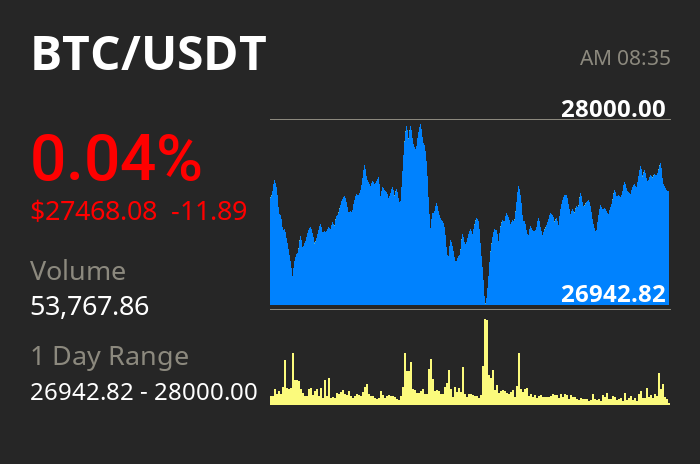 BTC/USDT
AM 08:35
28000.00
0.04%
$27468.08 -11.89
Volume
53,767.86
26942.82
1 Day Range
26942.82 - 28000.00